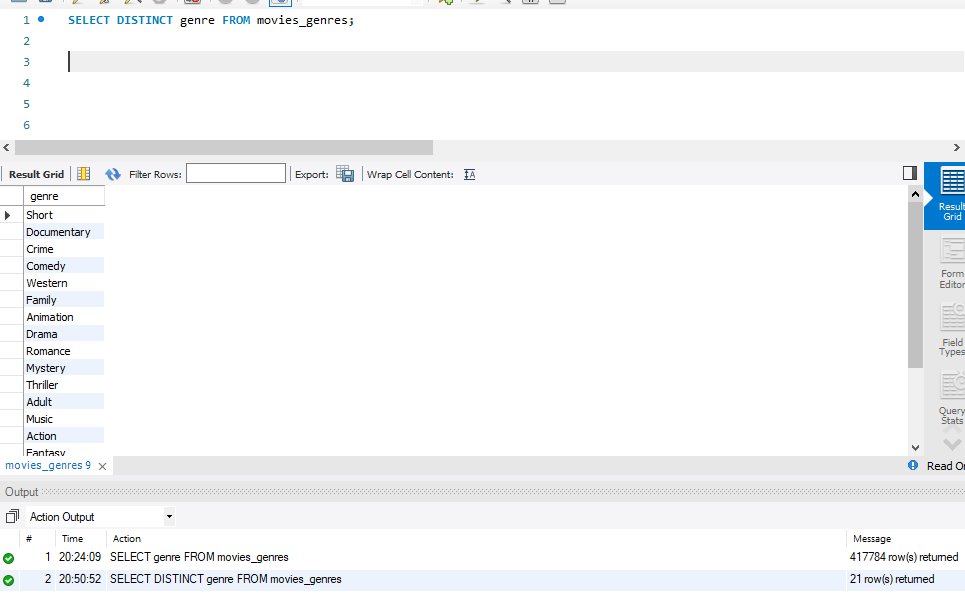 1 SELECT DISTINCT genre FROM movies_genres;
2
3
4
5
6
Result Grid Filter Rows: Export: Wrap Cell Content: IA
genre
Short
Documentary
Crime
Comedy
Western
Family
Animation
Drama
Romance
Mystery
Thriller
Adult
Music
Action
Fantasy
Result
Grid
Form
Editor
Field
Types
Query
Stats
movies_genres 9
Read On
Output
Action Output
# Time Action Message
1 20:24:09 SELECT genre FROM movies_genres 417784 row(s) returned
2 20:50:52 SELECT DISTINCT genre FROM movies_genres 21 row(s) returned